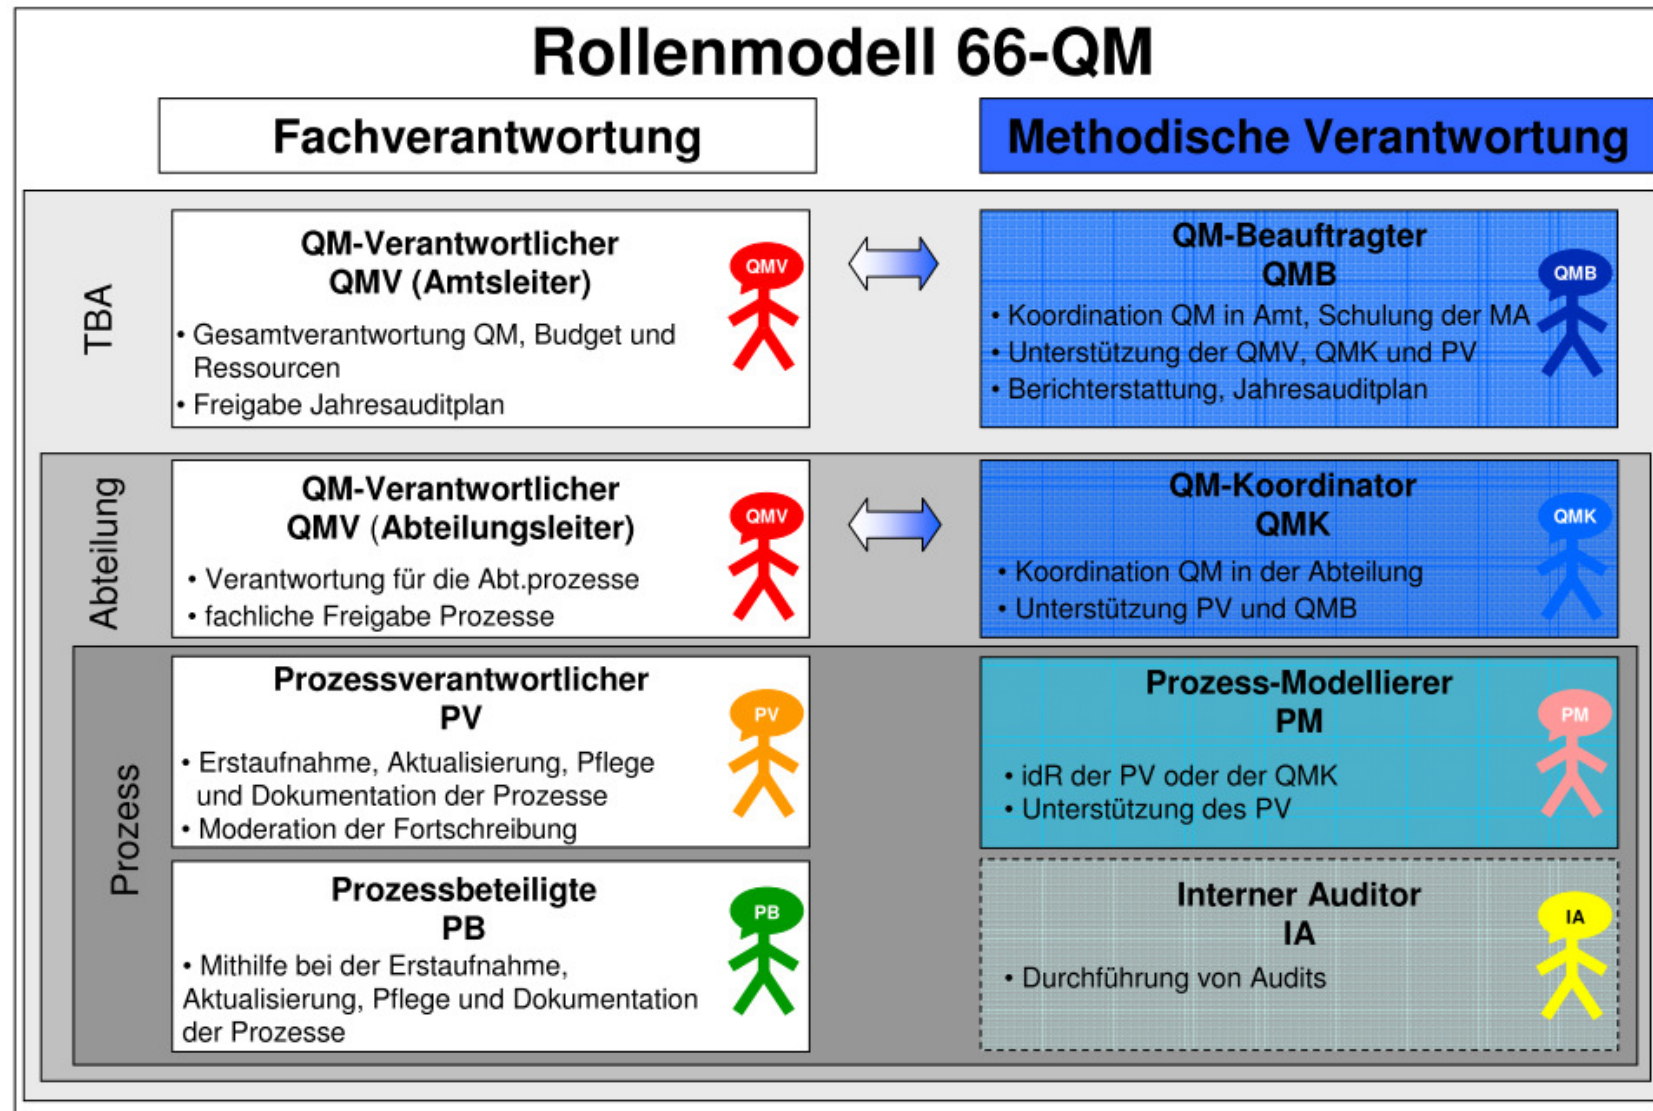 Rollenmodell 66-QM
Fachverantwortung
Methodische Verantwortung
TBA
QM-Verantwortlicher
QMV (Amtsleiter)
• Gesamtverantwortung QM, Budget und
Ressourcen
• Freigabe Jahresauditplan
QMV
QM-Beauftragter
QMB
• Koordination QM in Amt, Schulung der MA
• Unterstützung der QMV, QMK und PV
• Berichterstattung, Jahresauditplan
QMB
Abteilung
QM-Verantwortlicher
QMV (Abteilungsleiter)
• Verantwortung für die Abt.prozesse
• fachliche Freigabe Prozesse
QMV
QM-Koordinator
QMK
• Koordination QM in der Abteilung
• Unterstützung PV und QMB
QMK
Prozess
Prozessverantwortlicher
PV
• Erstaufnahme, Aktualisierung, Pflege
und Dokumentation der Prozesse
• Moderation der Fortschreibung
PV
Prozess-Modellierer
PM
• idR der PV oder der QMK
• Unterstützung des PV
PM
Prozessbeteiligte
PB
• Mithilfe bei der Erstaufnahme,
Aktualisierung, Pflege und Dokumentation
der Prozesse
PB
Interner Auditor
IA
• Durchführung von Audits
IA